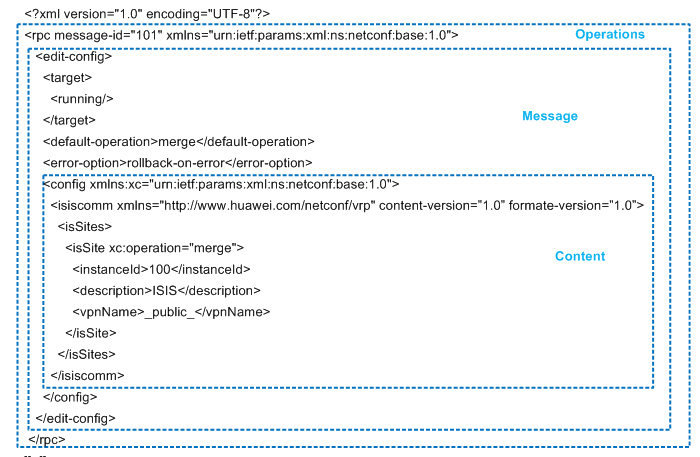 <?xml version="1.0" encoding="UTF-8"?>
<rpc message-id="101" xmlns="urn:ietf:params:xml:ns:netconf:base:1.0">
Operations
<edit-config>
<target>
<running/>
</target>
Message
<default-operation>merge</default-operation>
<error-option>rollback-on-error</error-option>
<config xmlns:xc="urn:ietf:params:xml:ns:netconf:base:1.0">
<isiscomm xmlns="http://www.huawei.com/netconf/vrp" content-version="1.0" formate-version="1.0">
<isSites>
<isSite xc:operation="merge">
Content
<instanceId>100</instanceId>
<description>ISIS</description>
<vpnName>_public_</vpnName>
</isSite>
</isSites>
</isiscomm>
</config>
</edit-config>
</rpc>